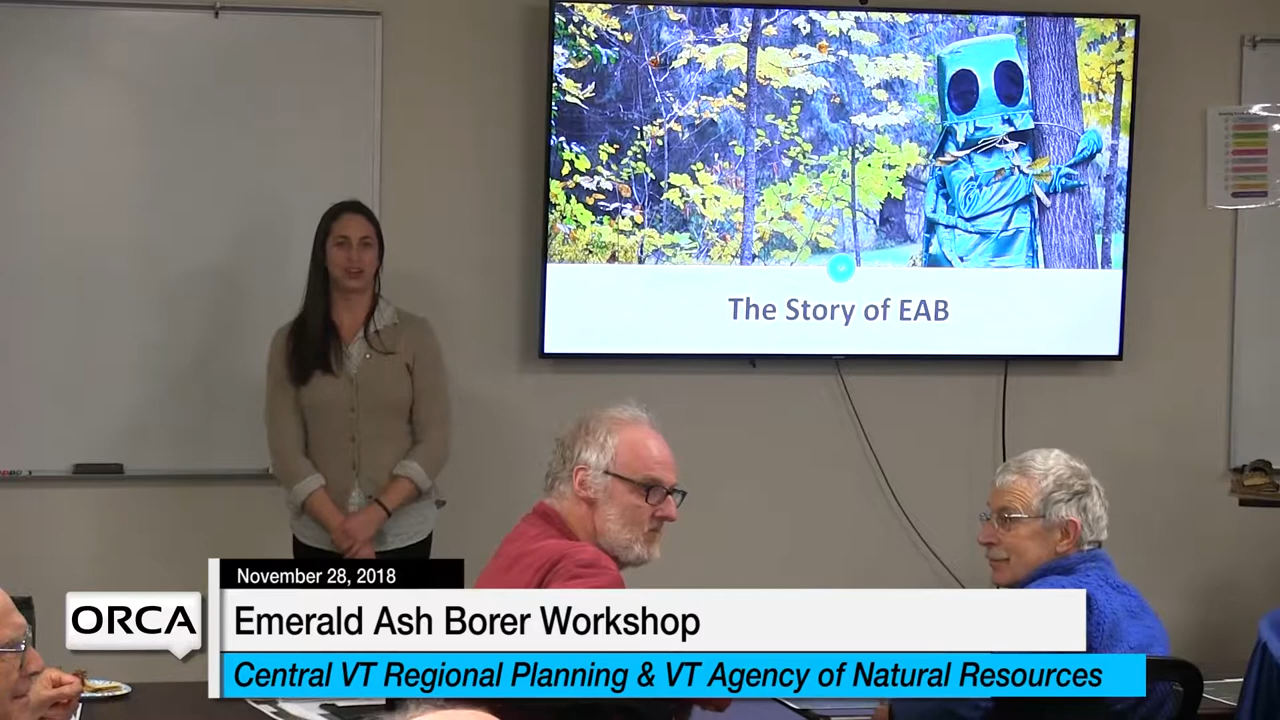 The Story of EAB
November 28, 2018
ORCA
Emerald Ash Borer Workshop
Central VT Regional Planning & VT Agency of Natural Resources